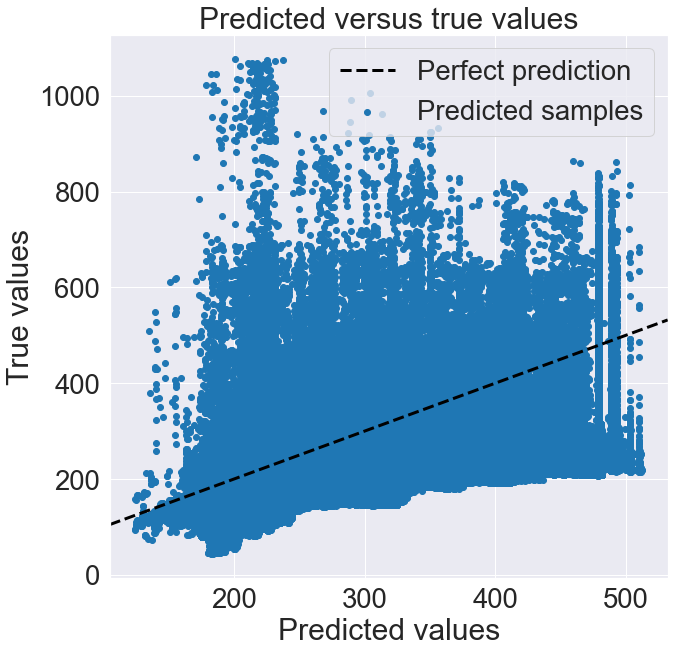 Predicted versus true values
Perfect prediction
Predicted samples
1000
800
600
400
200
0
True values
200 300 400 500
Predicted values